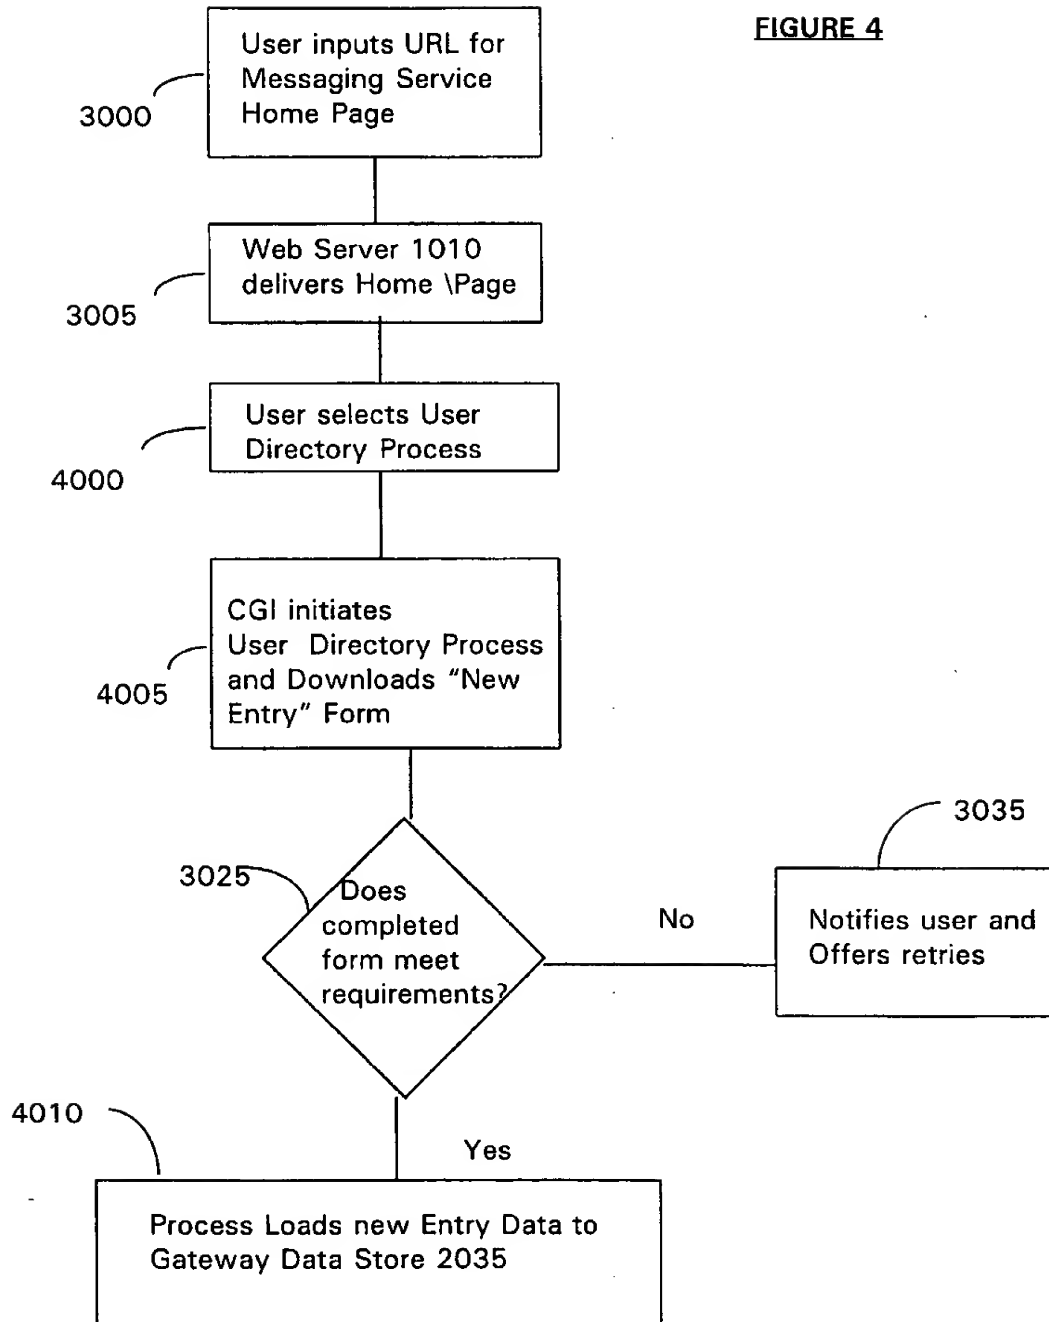 FIGURE 4
User inputs URL for
Messaging Service
Home Page
3000
Web Server 1010
delivers Home \Page
3005
User selects User
Directory Process
4000
CGI initiates
User Directory Process
and Downloads "New
Entry" Form
4005
3035
3025
Does
completed
form meet
requirements?
No
Notifies user and
Offers retries
4010
Yes
Process Loads new Entry Data to
Gateway Data Store 2035